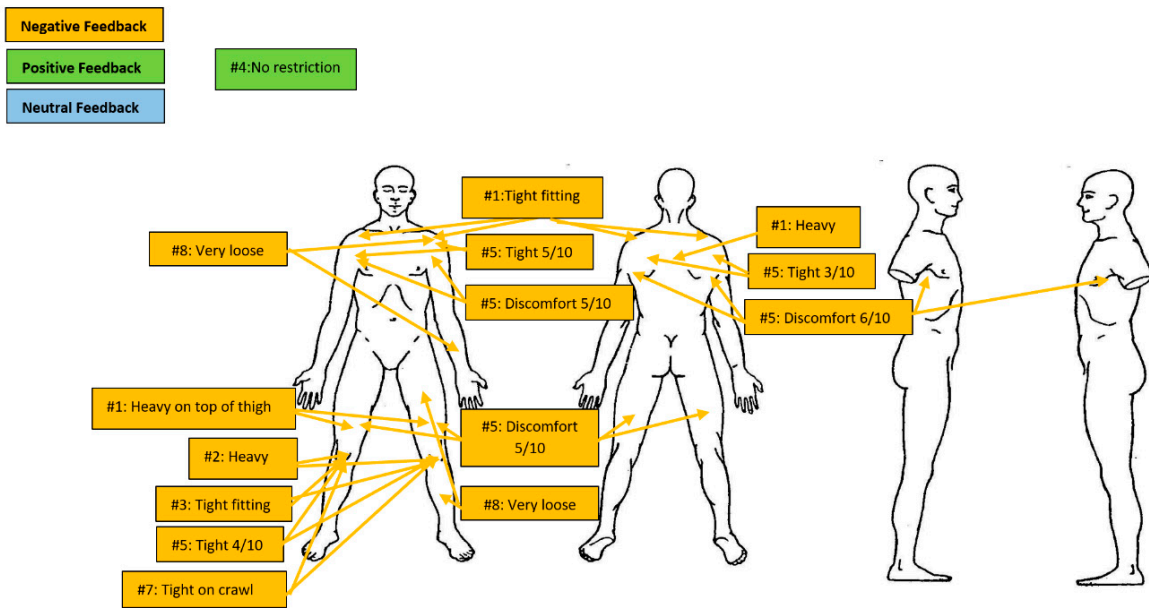 Negative Feedback
Positive Feedback
#4:No restriction
Neutral Feedback
#1:Tight fitting
#1: Heavy
#8: Very loose
#5: Tight 5/10
#5: Tight 3/10
#5: Discomfort 5/10
#5: Discomfort 6/10
#1: Heavy on top of thigh
#5: Discomfort
5/10
#2: Heavy
#3: Tight fitting
#8: Very loose
#5: Tight 4/10
#7: Tight on crawl